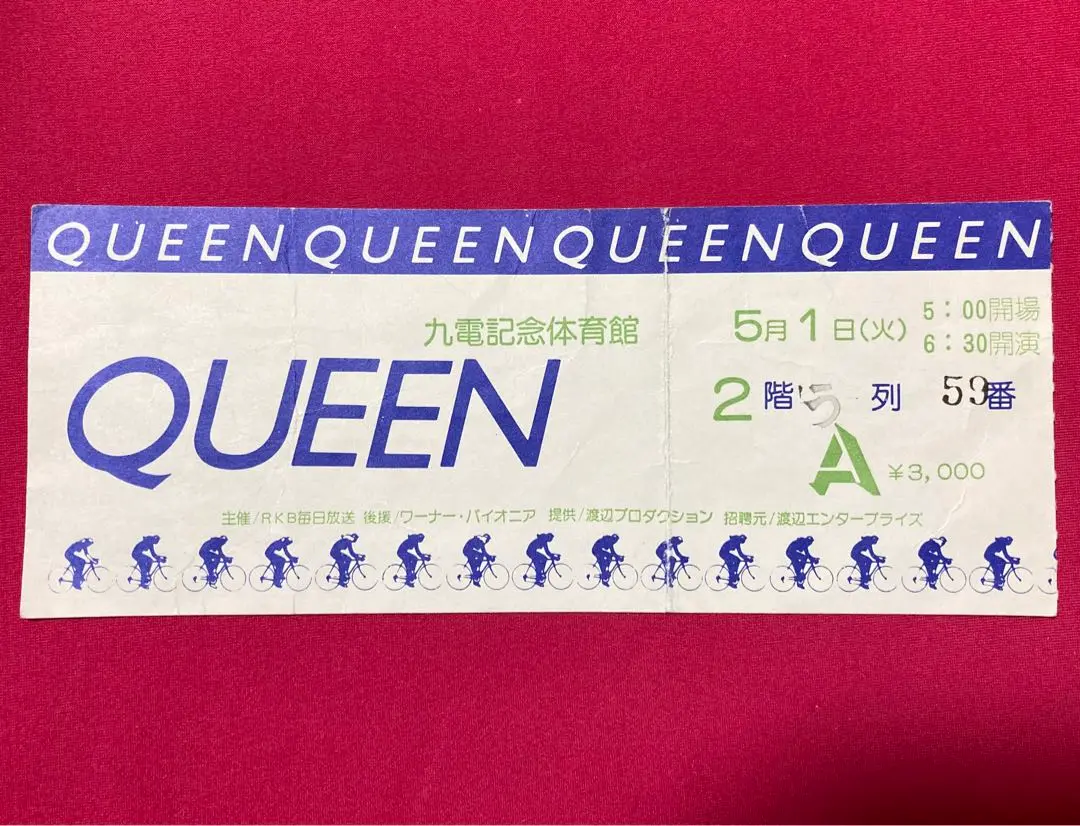 QUEEN QUEEN QUEEN QUEEN
九電記念体育館
5月1日(火)
5:00開場
6:30開演
QUEEN
2階う列 59番
A ¥3,000
主催/RKB毎日放送 後援/ワーナー・パイオニア 提供/渡辺プロダクション 招聘元/渡辺エンタープライズ